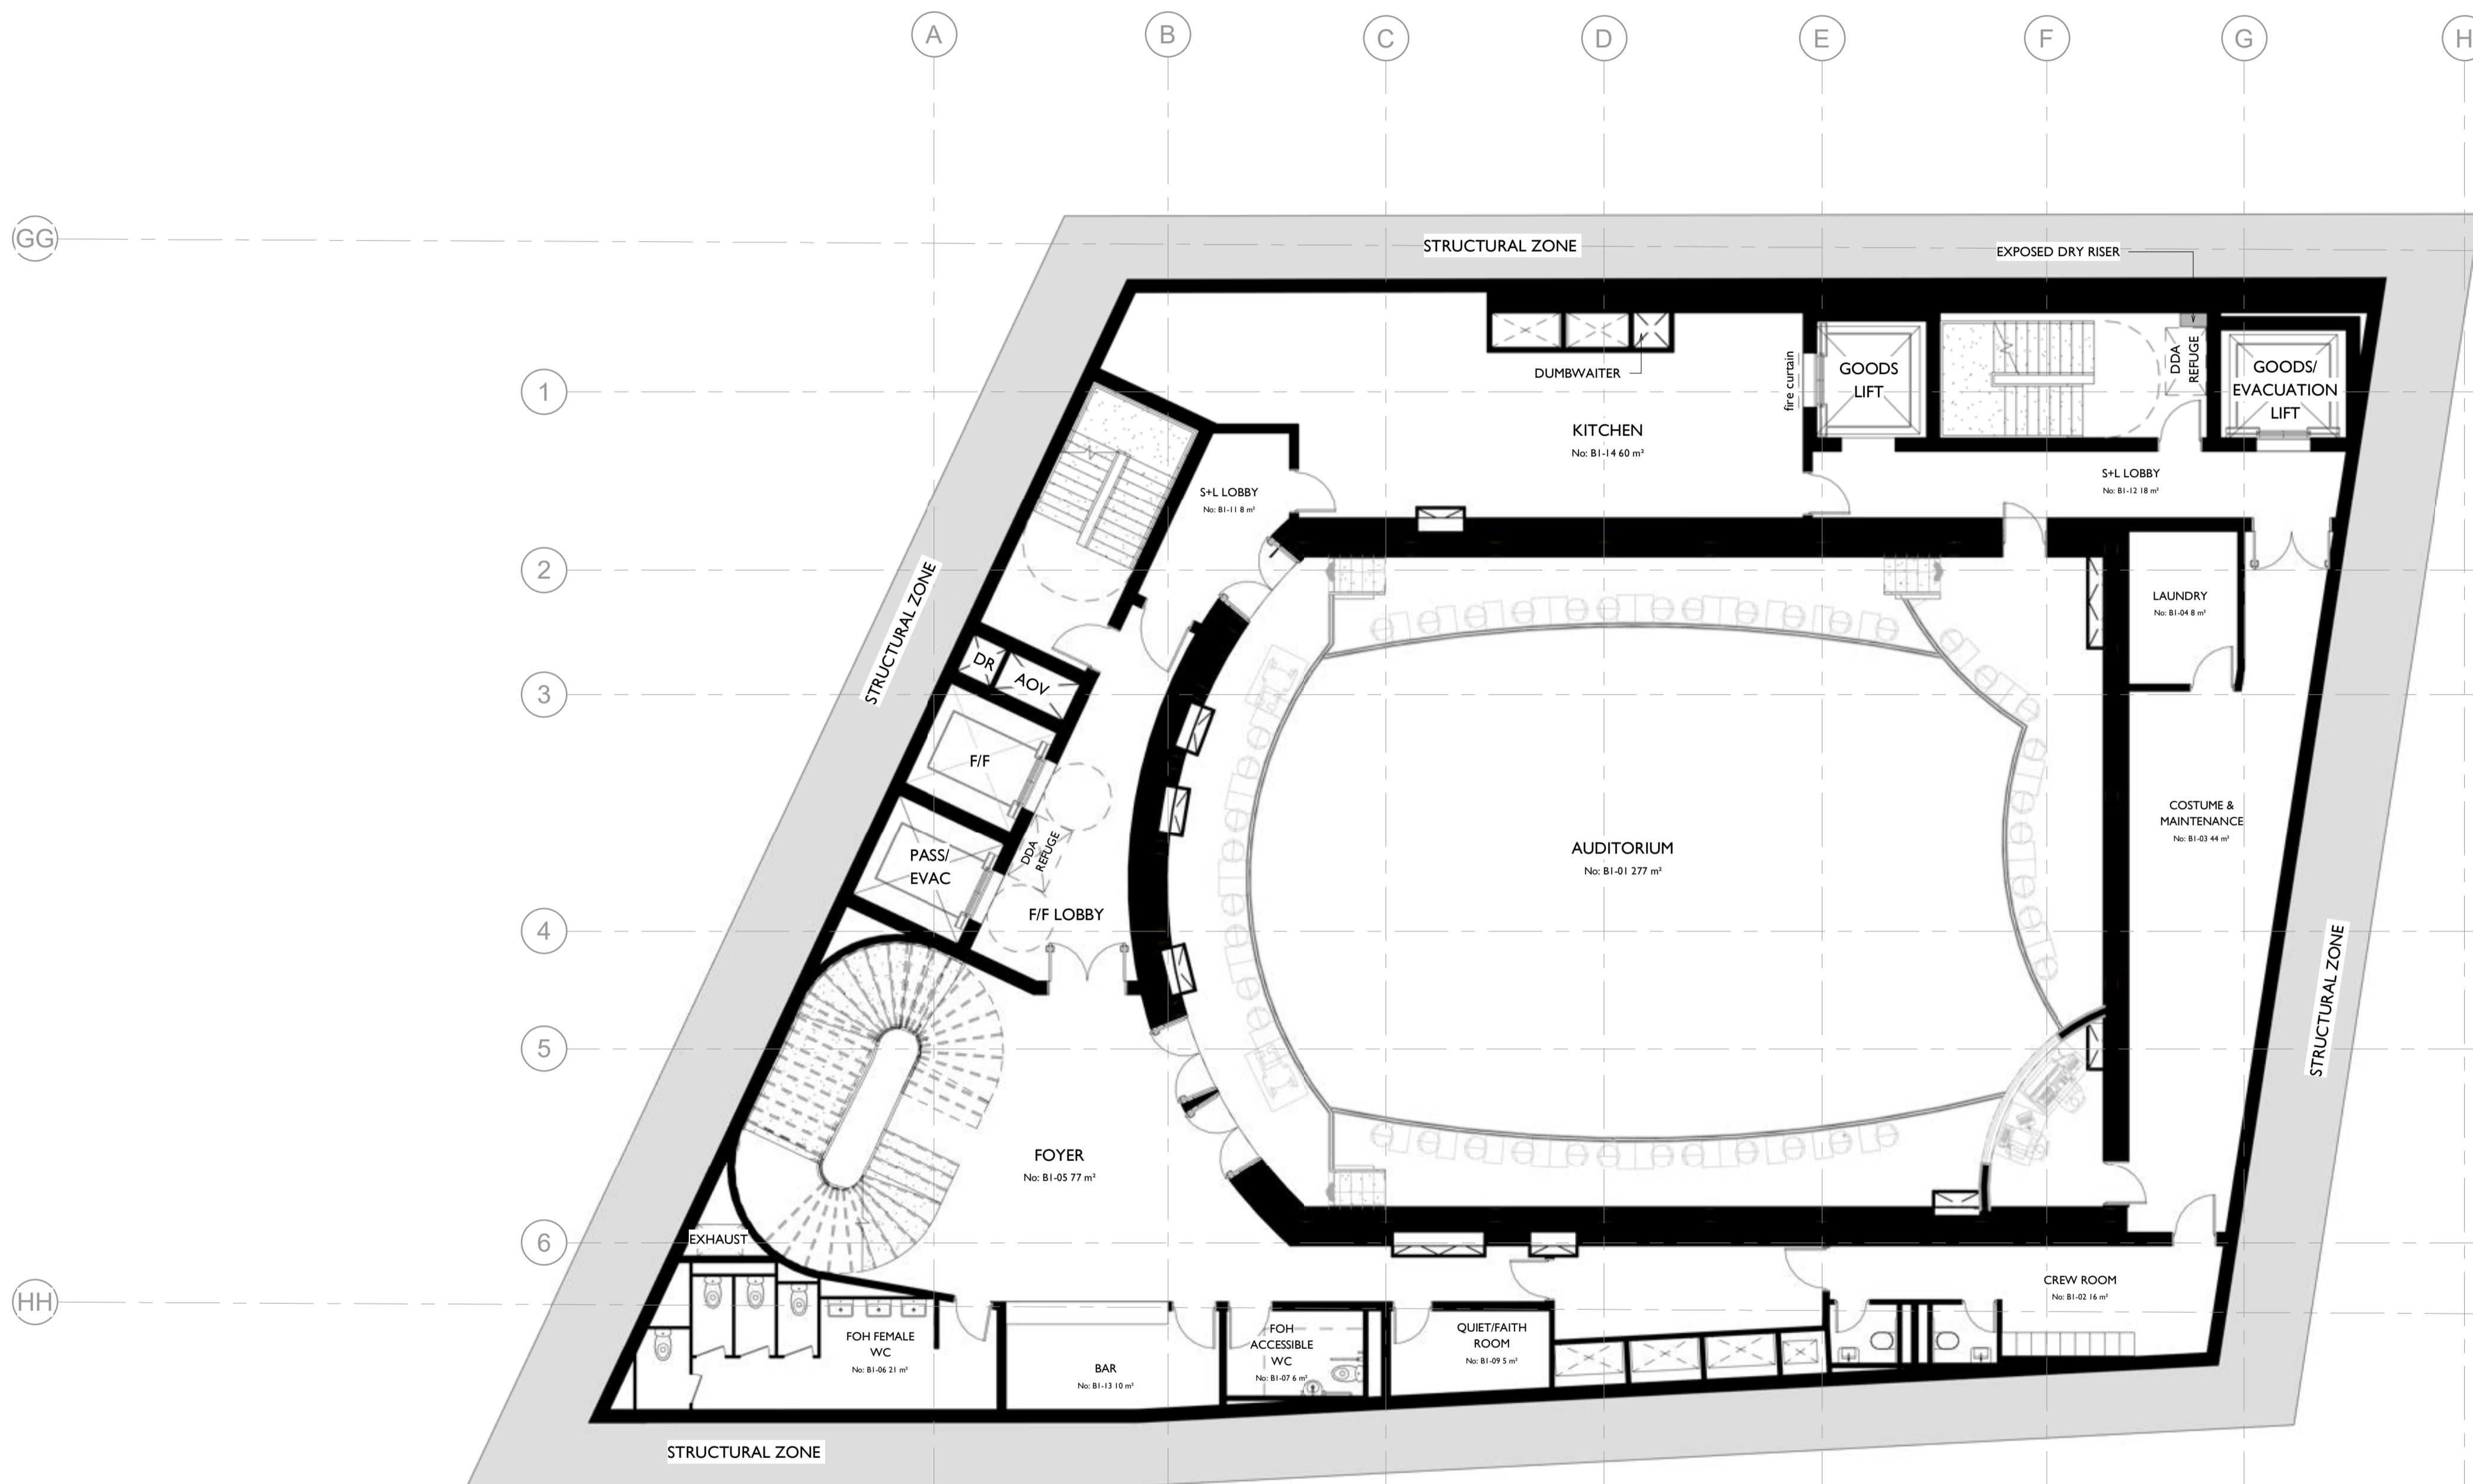 A
B
C
D
E
F
G
H
GG
STRUCTURAL ZONE
EXPOSED DRY RISER
DDA
REFUGE
GOODS/
EVACUATION
LIFT
fire curtain
GOODS
LIFT
DUMBWAITER
1
KITCHEN
No: B1-14 60 m²
S+L LOBBY
No: B1-11 8 m²
S+L LOBBY
No: B1-12 18 m²
2
LAUNDRY
No: B1-04 8 m²
STRUCTURAL ZONE
DR
AOV
3
F/F
COSTUME &
MAINTENANCE
No: B1-03 44 m²
DDA
REFUGE
PASS/
EVAC
AUDITORIUM
No: B1-01 277 m²
F/F LOBBY
4
STRUCTURAL ZONE
5
FOYER
No: B1-05 77 m²
6
EXHAUST
CREW ROOM
No: B1-02 16 m²
HH
FOH FEMALE
WC
No: B1-06 21 m²
BAR
No: B1-13 10 m²
FOH
ACCESSIBLE
WC
No: B1-07 6 m²
QUIET/FAITH
ROOM
No: B1-09 5 m²
STRUCTURAL ZONE